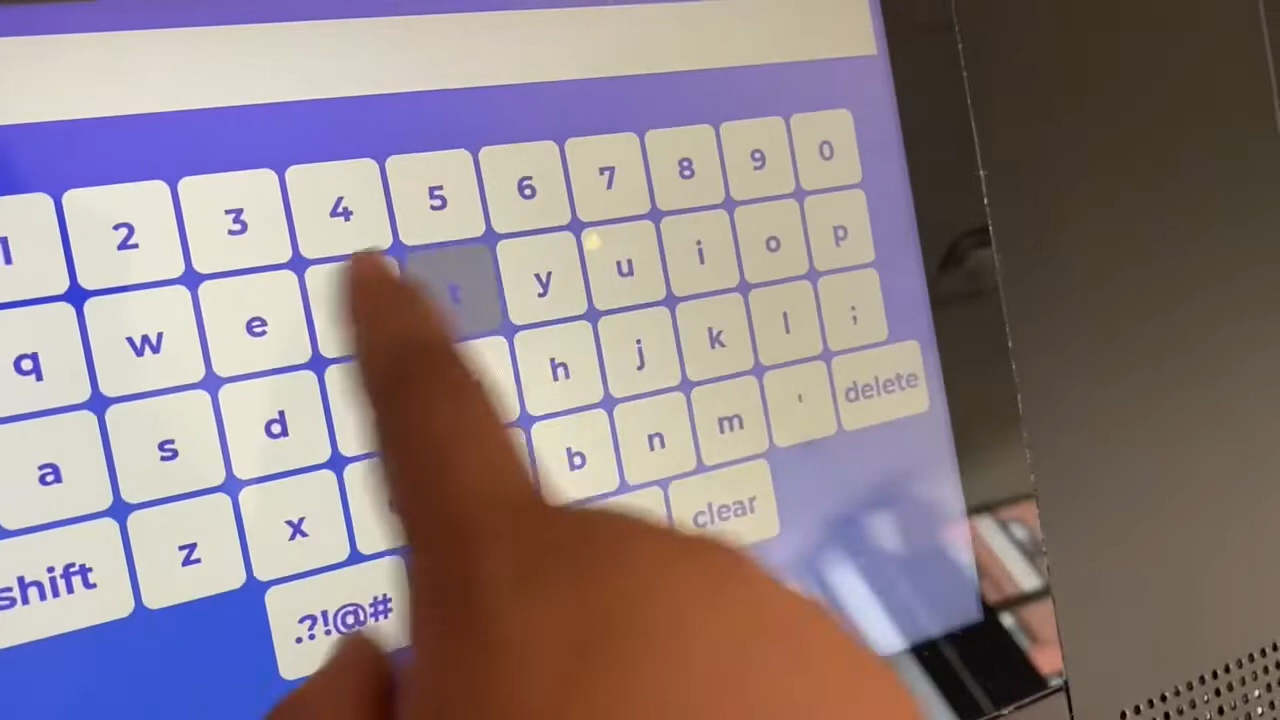 1 2 3 4 5 6 7 8 9 0
q w e t y u i o p
a s d h j k l ;
shift z x b n m ' delete
.?!@# clear